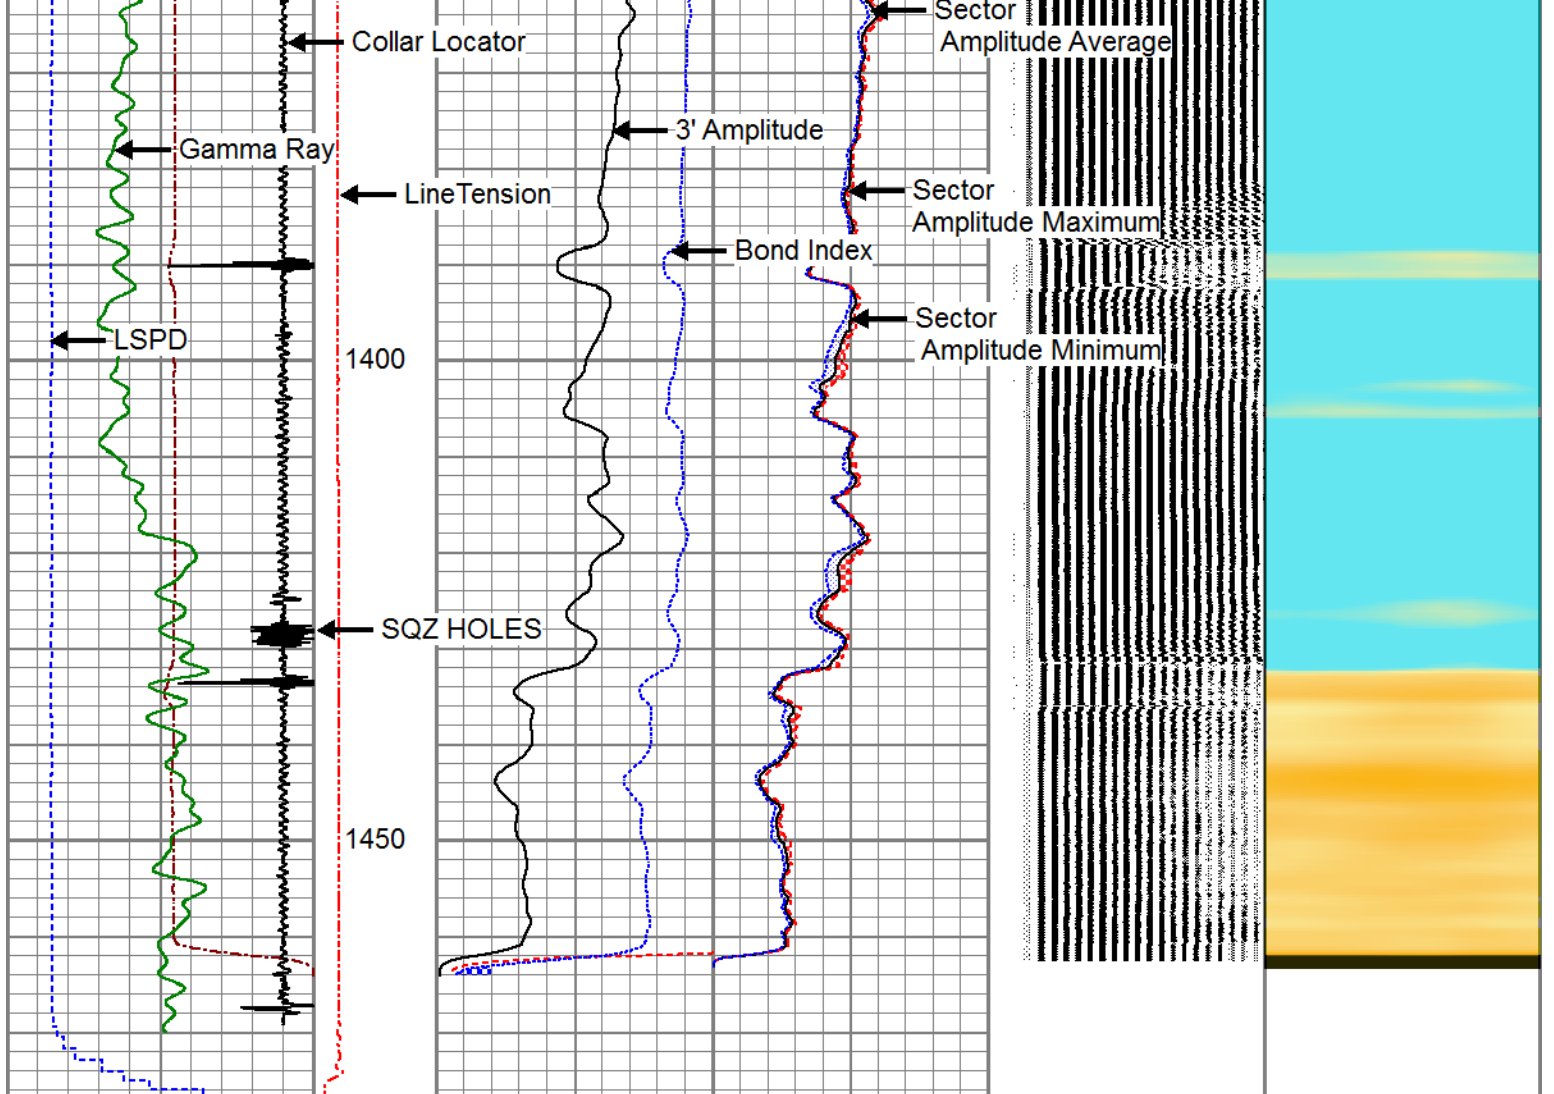 Sector
Amplitude Average
Collar Locator
3' Amplitude
Gamma Ray
LineTension
Sector
Amplitude Maximum
Bond Index
Sector
Amplitude Minimum
LSPD
1400
SQZ HOLES
1450